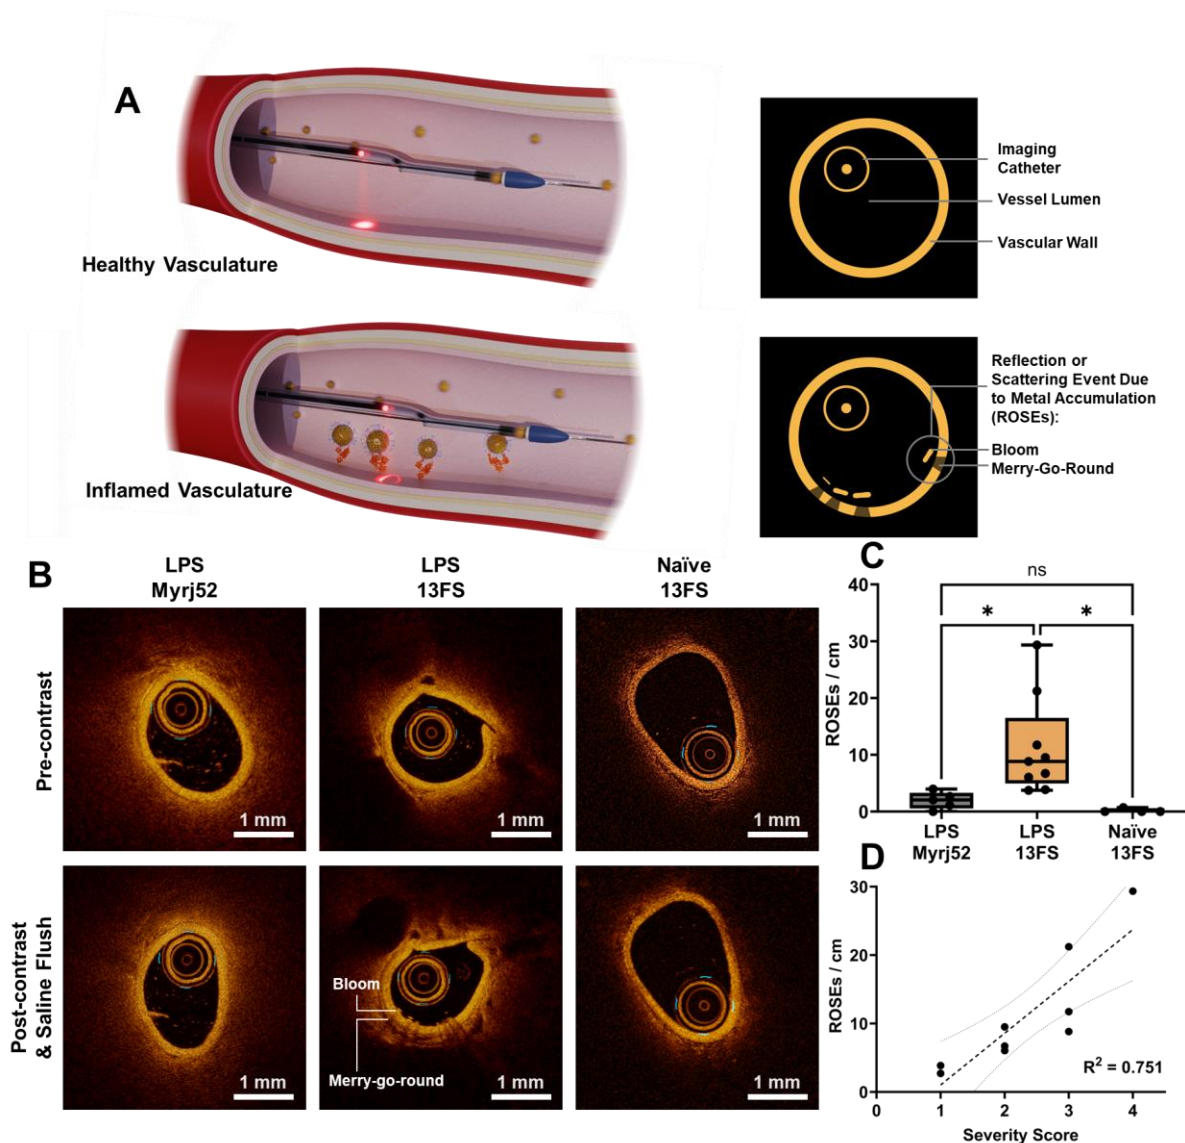 A
Healthy Vasculature
Imaging
Catheter
Vessel Lumen
Vascular Wall
Inflamed Vasculature
Reflection or
Scattering Event Due
to Metal Accumulation
(ROSEs):
Bloom
Merry-Go-Round
B
LPS
Myrj52
LPS
13FS
Naïve
13FS
Pre-contrast
1 mm
1 mm
1 mm
Post-contrast
& Saline Flush
1 mm
Bloom
Merry-go-round
1 mm
1 mm
C
ROSEs / cm
40
30
20
10
0
ns
*
*
LPS
Myrj52
LPS
13FS
Naïve
13FS
D
ROSEs / cm
30
20
10
0
R² = 0.751
0
1
2
3
4
Severity Score